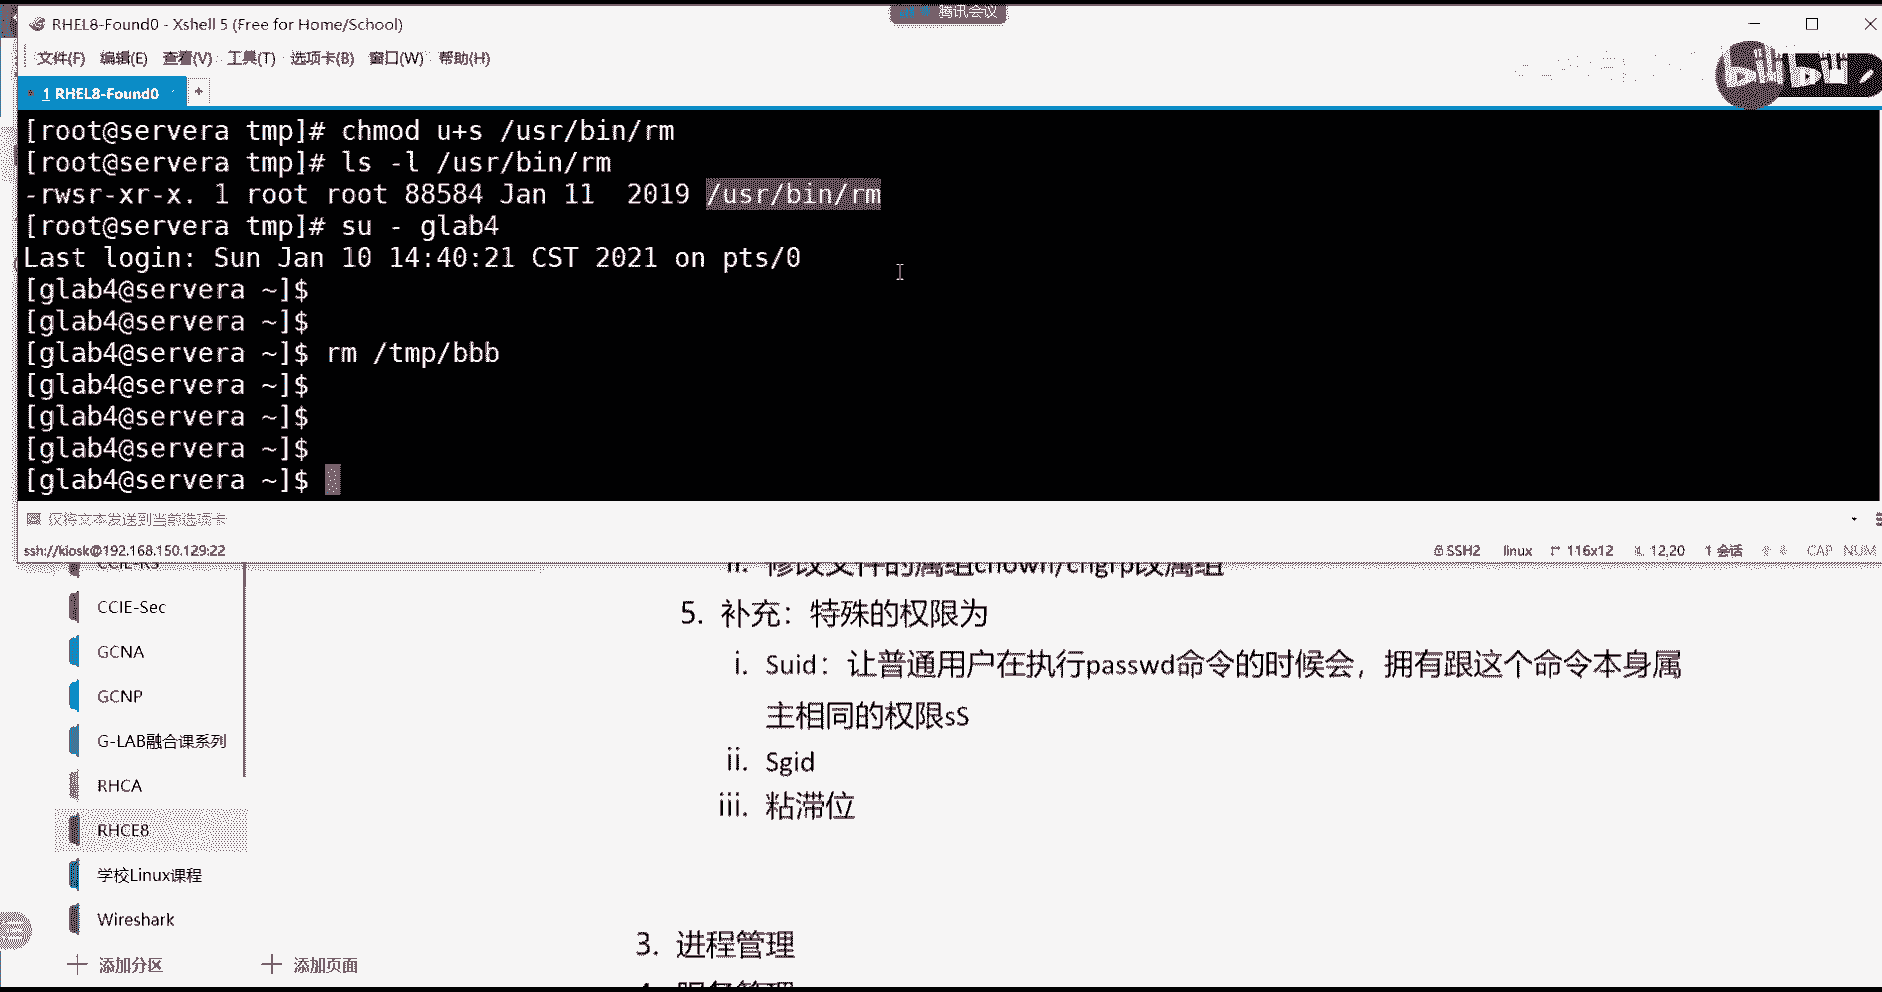 腾讯会议
RHEL8-Found0 - Xshell 5 (Free for Home/School)
文件(F) 编辑(E) 查看(V) 工具(T) 选项卡(B) 窗口(W) 帮助(H)
bilibili
1 RHEL8-Found0 +
[root@servera tmp]# chmod u+s /usr/bin/rm
[root@servera tmp]# ls -l /usr/bin/rm
-rwsr-xr-x. 1 root root 88584 Jan 11  2019 /usr/bin/rm
[root@servera tmp]# su - glab4
Last login: Sun Jan 10 14:40:21 CST 2021 on pts/0
[glab4@servera ~]$
[glab4@servera ~]$
[glab4@servera ~]$ rm /tmp/bbb
[glab4@servera ~]$
[glab4@servera ~]$
[glab4@servera ~]$
[glab4@servera ~]$
仅将文本发送到当前选项卡
ssh://kiosk@192.168.150.129:22 SSH2 linux 116x12 12,20 1 会话 CAP NUM
CCIE-RS
CCIE-Sec
GCNA
GCNP
G-LAB融合课系列
RHCA
RHCE8
学校Linux课程
Wireshark
添加分区 添加页面
ii. 修改文件的属组chown/chgrp改属组
5. 补充：特殊的权限为
i. Suid：让普通用户在执行passwd命令的时候会，拥有跟这个命令本身属
主相同的权限sS
ii. Sgid
iii. 粘滞位
3. 进程管理
4. 服务管理